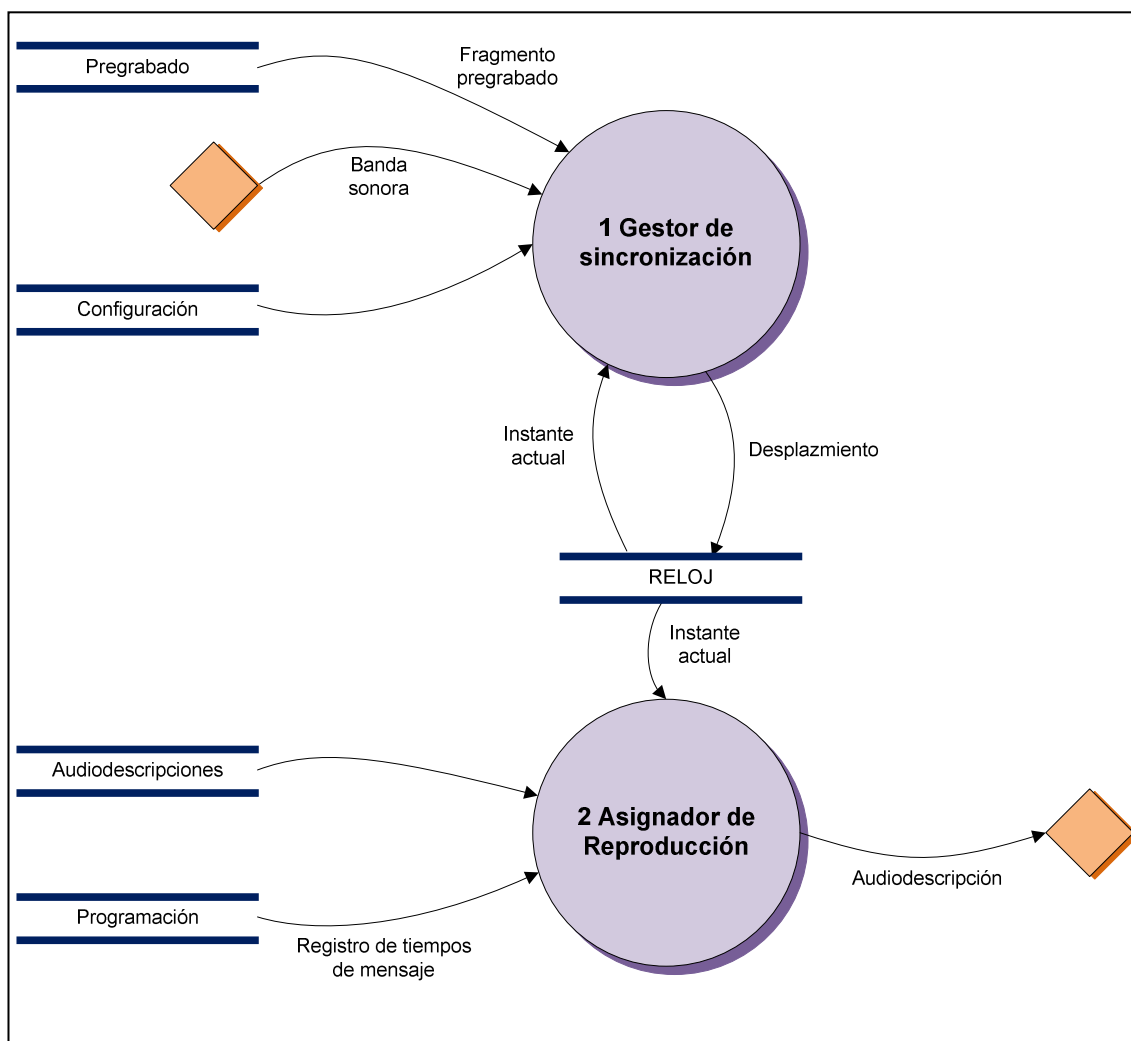 Pregrabado
Fragmento
pregrabado
Banda
sonora
1 Gestor de
sincronización
Configuración
Instante
actual
Desplazmiento
RELOJ
Instante
actual
Audiodescripciones
2 Asignador de
Reproducción
Audiodescripción
Programación
Registro de tiempos
de mensaje